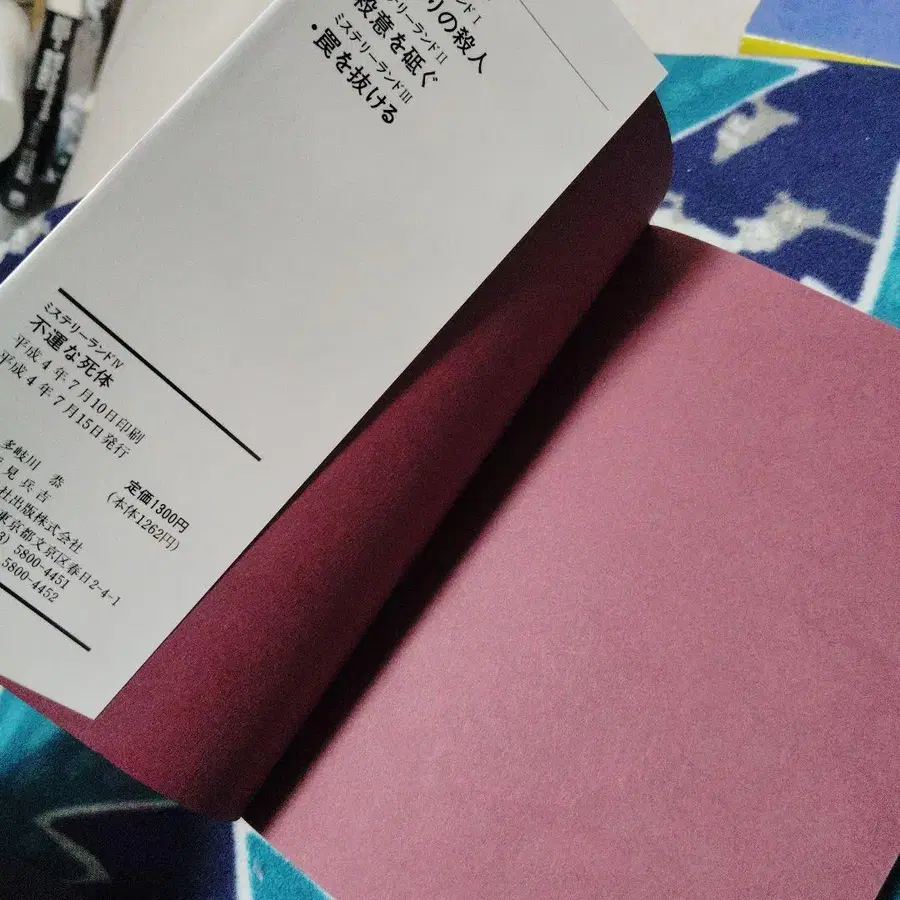 ンドⅠ
りの殺人
ミステリーランドⅡ
殺意を砥ぐ
ミステリーランドⅢ
・罠を抜ける
ミステリーランドⅣ
不運な死体
平成4年7月10日印刷
平成4年7月15日発行
多岐川 恭
見兵吉
社出版株式会社
東京都文京区春日2-4-1
3) 5800-4451
5800-4452
定価1300円
(本体1262円)